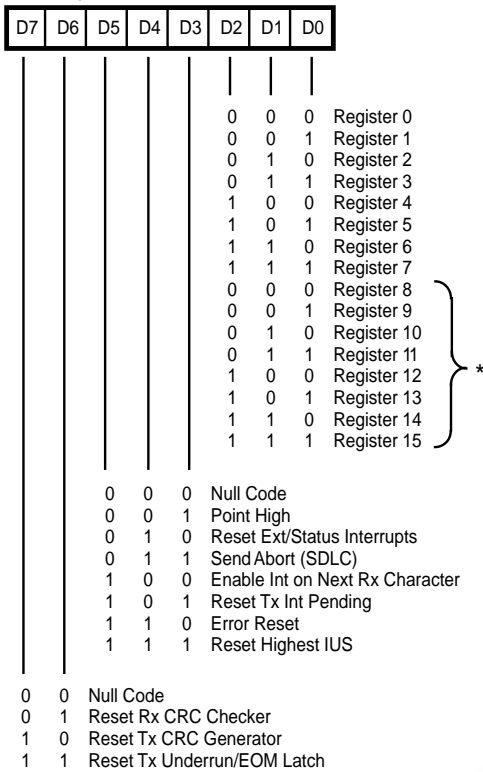 D7 D6 D5 D4 D3 D2 D1 D0
0 0 0 Register 0
0 0 1 Register 1
0 1 0 Register 2
0 1 1 Register 3
1 0 0 Register 4
1 0 1 Register 5
1 1 0 Register 6
1 1 1 Register 7
0 0 0 Register 8
0 0 1 Register 9
0 1 0 Register 10
0 1 1 Register 11
1 0 0 Register 12
1 0 1 Register 13
1 1 0 Register 14
1 1 1 Register 15
*
0 0 0 Null Code
0 0 1 Point High
0 1 0 Reset Ext/Status Interrupts
0 1 1 Send Abort (SDLC)
1 0 0 Enable Int on Next Rx Character
1 0 1 Reset Tx Int Pending
1 1 0 Error Reset
1 1 1 Reset Highest IUS
0 0 Null Code
0 1 Reset Rx CRC Checker
1 0 Reset Tx CRC Generator
1 1 Reset Tx Underrun/EOM Latch